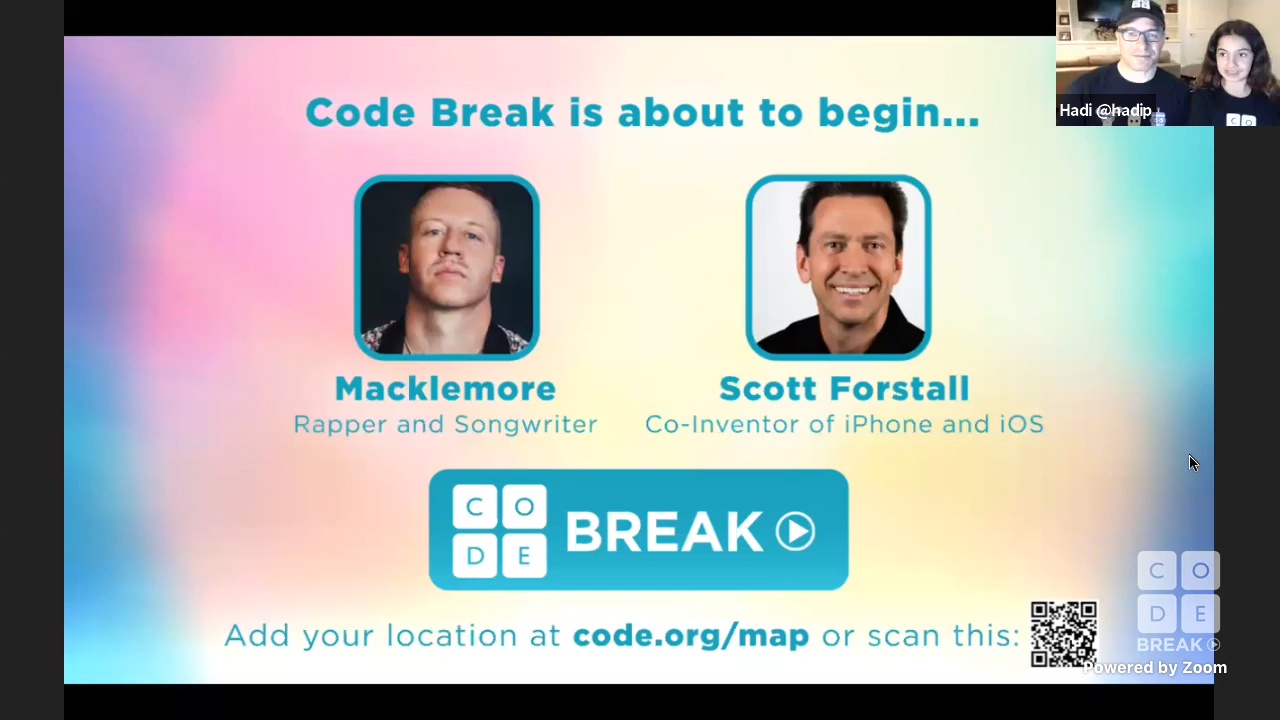 Hadi @hadip
Code Break is about to begin...
Macklemore
Rapper and Songwriter
Scott Forstall
Co-Inventor of iPhone and iOS
C O
D E
BREAK
Add your location at code.org/map or scan this:
C O
D E
BREAK
Powered by Zoom
C O